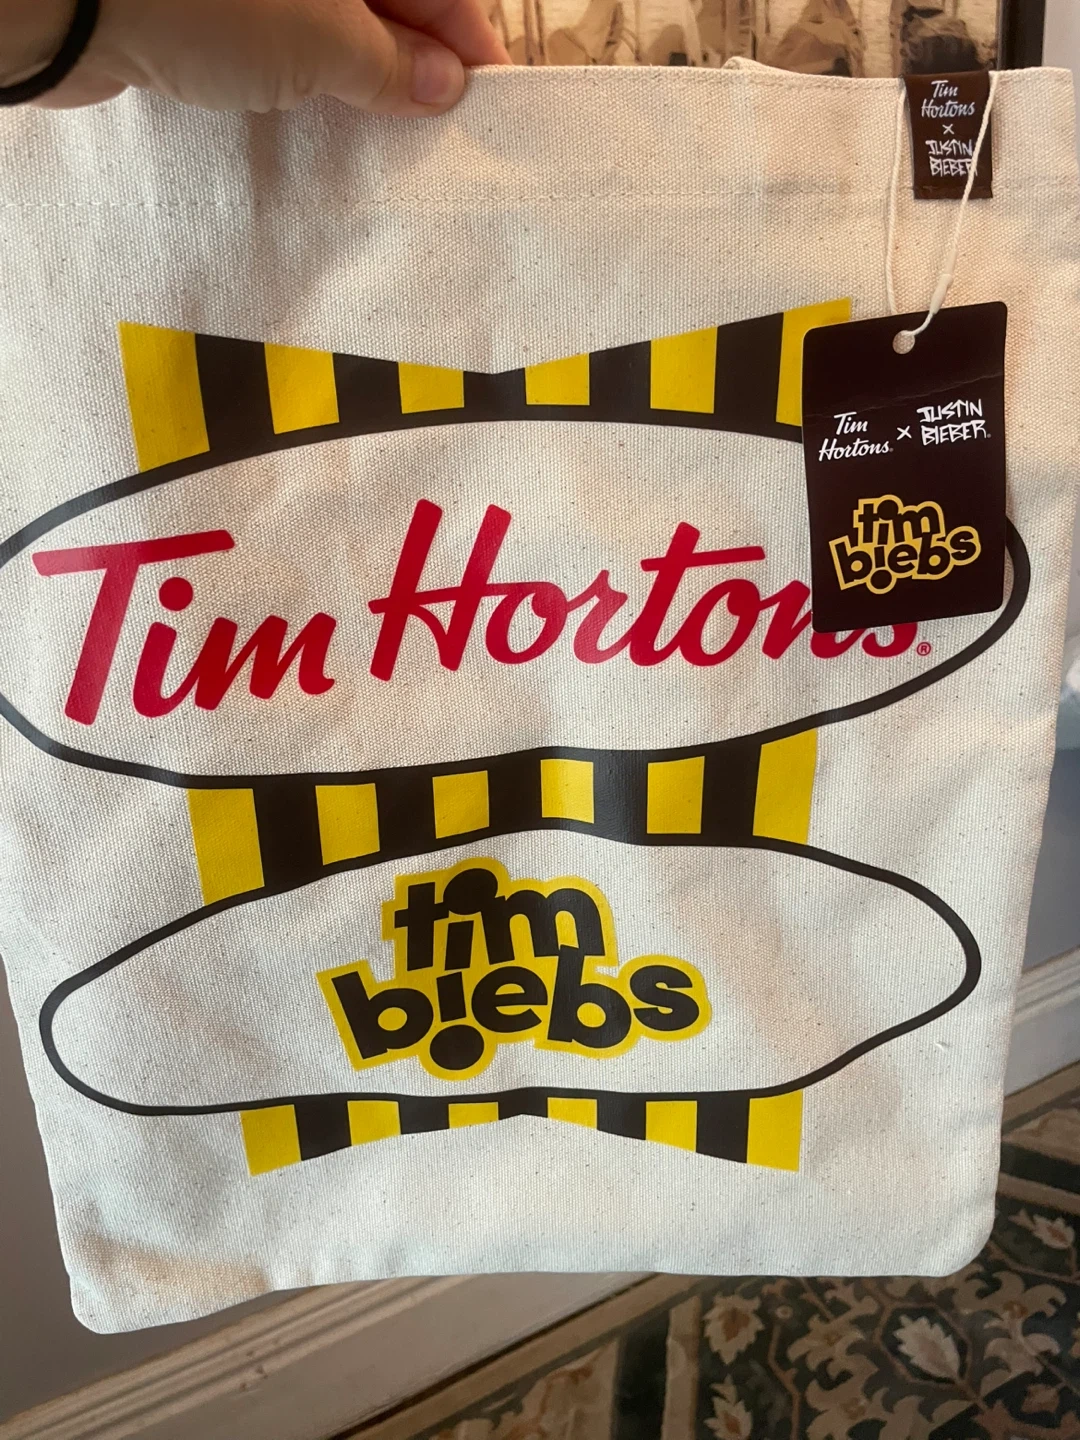 Tim
Hortons
x
JUSTIN
BIEBER
Tim
Hortons®
x
JUSTIN
BIEBER®
tim
biebs
Tim Hortons®
tim
biebs